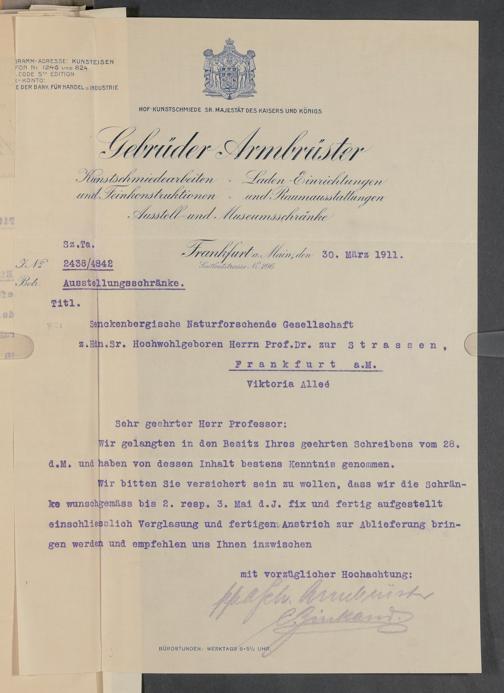 GRAMM-ADRESSE: KUNSTEISEN
FON Nr 1246 und 824
CODE 5TH EDITION
-KONTO:
E DER BANK FÜR HANDEL u. INDUSTRIE
HOF-KUNSTSCHMIEDE SR. MAJESTÄT DES KAISERS UND KÖNIGS
Gebrüder Armbrüster
Kunstschmiedearbeiten - Laden-Einrichtungen
und Feinkonstruktionen - und Raumausstattungen
Ausstell- und Museumsschränke
Sz.Ta.
Frankfurt a. Main, den 30. März 1911.
J. No 2438/4842
Betr. Ausstellungsschränke.
Titl.
Senckenbergische Naturforschende Gesellschaft
z.Hin.Sr. Hochwohlgeboren Herrn Prof.Dr. zur S t r a s s e n ,
F r a n k f u r t a.M.
Viktoria Alleé
Sehr geehrter Herr Professor:
Wir gelangten in den Besitz Ihres geehrten Schreibens vom 28.
d.M. und haben von dessen Inhalt bestens Kenntnis genommen.
Wir bitten Sie versichert sein zu wollen, dass wir die Schrän-
ke wunschgemäss bis 2. resp. 3. Mai d.J. fix und fertig aufgestellt
einschliesslich Verglasung und fertigen Anstrich zur Ablieferung brin-
gen werden und empfehlen uns Ihnen inzwischen
mit vorzüglicher Hochachtung:
Armbrüster
BÜROSTUNDEN: WERKTAGS 8-5½ UHR